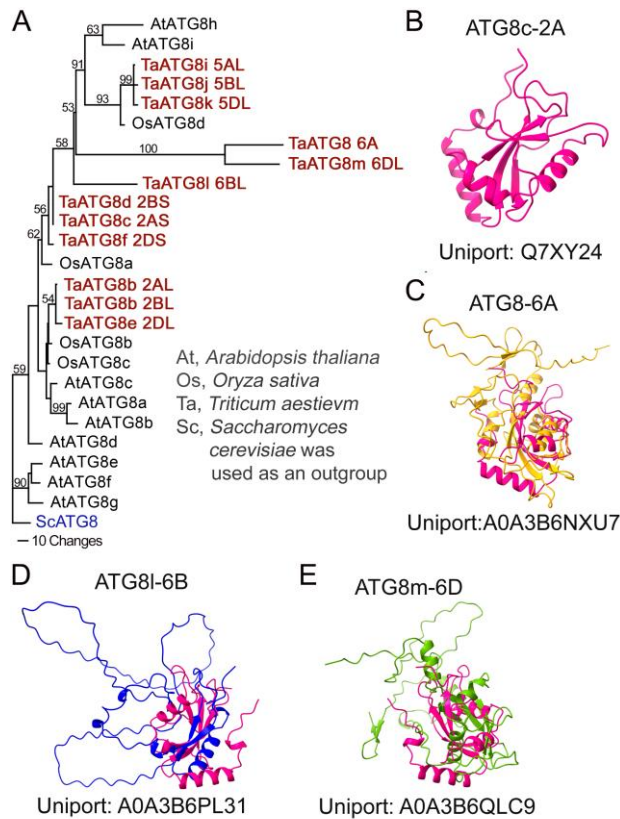 A
63
AtATG8h
AtATG8i
91
99
TaATG8i 5AL
TaATG8j 5BL
TaATG8k 5DL
93
OsATG8d
53
100
TaATG8 6A
TaATG8m 6DL
58
TaATG8l 6BL
56
TaATG8d 2BS
TaATG8c 2AS
TaATG8f 2DS
62
OsATG8a
54
TaATG8b 2AL
TaATG8b 2BL
TaATG8e 2DL
OsATG8b
OsATG8c
59
AtATG8c
99
AtATG8a
AtATG8b
AtATG8d
AtATG8e
90
AtATG8f
AtATG8g
ScATG8
10 Changes
At, Arabidopsis thaliana
Os, Oryza sativa
Ta, Triticum aestievm
Sc, Saccharomyces
cerevisiae was
used as an outgroup
B
ATG8c-2A
Uniport: Q7XY24
C
ATG8-6A
Uniport:A0A3B6NXU7
D
ATG8l-6B
Uniport: A0A3B6PL31
E
ATG8m-6D
Uniport: A0A3B6QLC9